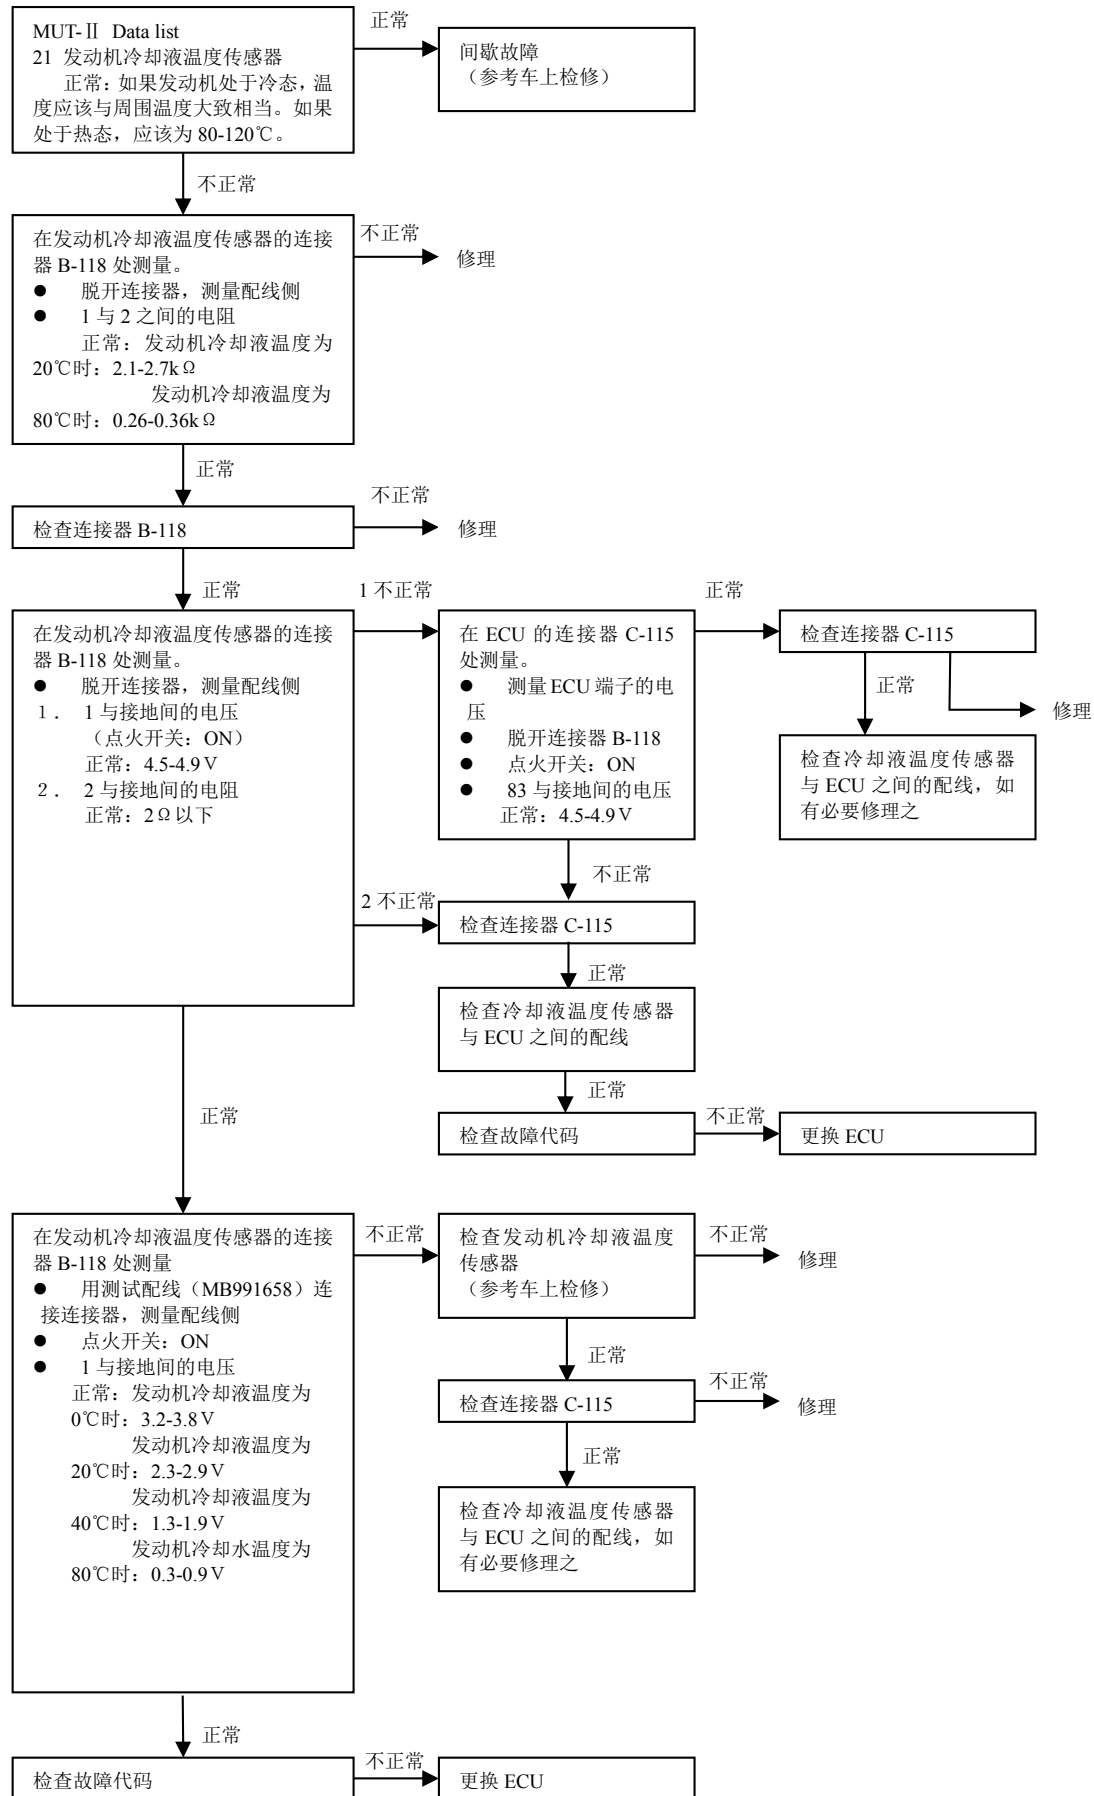 MUT-Ⅱ Data list
21 发动机冷却液温度传感器
正常：如果发动机处于冷态，温
度应该与周围温度大致相当。如果
处于热态，应该为 80-120℃。
正常
间歇故障
（参考车上检修）
不正常
在发动机冷却液温度传感器的连接
器 B-118 处测量。
● 脱开连接器，测量配线侧
● 1 与 2 之间的电阻
正常：发动机冷却液温度为
20℃时：2.1-2.7kΩ
发动机冷却液温度为
80℃时：0.26-0.36kΩ
不正常
修理
正常
检查连接器 B-118
不正常
修理
正常
在发动机冷却液温度传感器的连接
器 B-118 处测量。
● 脱开连接器，测量配线侧
１. 1 与接地间的电压
（点火开关：ON）
正常：4.5-4.9Ｖ
２. 2 与接地间的电阻
正常：2Ω以下
1 不正常
在 ECU 的连接器 C-115
处测量。
● 测量 ECU 端子的电
压
● 脱开连接器 B-118
● 点火开关：ON
● 83 与接地间的电压
正常：4.5-4.9Ｖ
正常
检查连接器 C-115
正常
修理
检查冷却液温度传感器
与 ECU 之间的配线，如
有必要修理之
不正常
2 不正常
检查连接器 C-115
正常
检查冷却液温度传感器
与 ECU 之间的配线
正常
检查故障代码
不正常
更换 ECU
正常
在发动机冷却液温度传感器的连接
器 B-118 处测量
● 用测试配线（MB991658）连
接连接器，测量配线侧
● 点火开关：ON
● 1 与接地间的电压
正常：发动机冷却液温度为
0℃时：3.2-3.8Ｖ
发动机冷却液温度为
20℃时：2.3-2.9Ｖ
发动机冷却液温度为
40℃时：1.3-1.9Ｖ
发动机冷却水温度为
80℃时：0.3-0.9Ｖ
不正常
检查发动机冷却液温度
传感器
（参考车上检修）
不正常
修理
正常
检查连接器 C-115
不正常
修理
正常
检查冷却液温度传感器
与 ECU 之间的配线，如
有必要修理之
正常
检查故障代码
不正常
更换 ECU